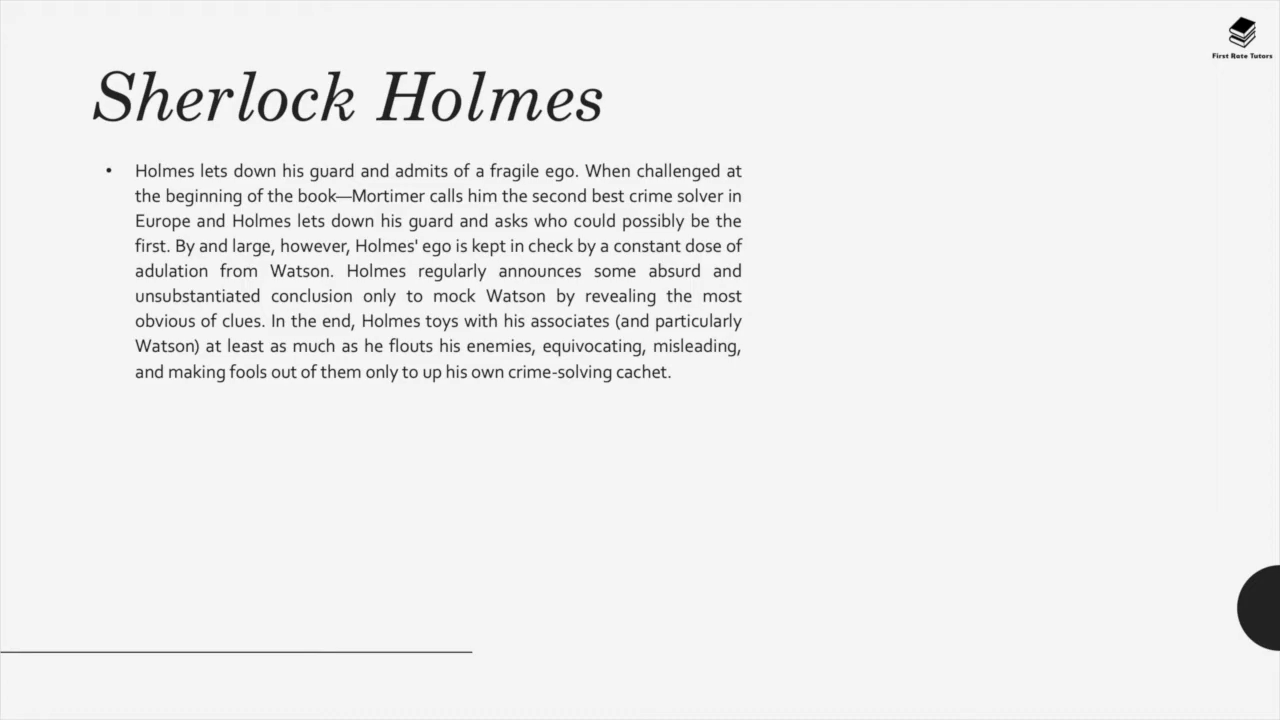 First Rate Tutors
Sherlock Holmes
• Holmes lets down his guard and admits of a fragile ego. When challenged at
the beginning of the book—Mortimer calls him the second best crime solver in
Europe and Holmes lets down his guard and asks who could possibly be the
first. By and large, however, Holmes' ego is kept in check by a constant dose of
adulation from Watson. Holmes regularly announces some absurd and
unsubstantiated conclusion only to mock Watson by revealing the most
obvious of clues. In the end, Holmes toys with his associates (and particularly
Watson) at least as much as he flouts his enemies, equivocating, misleading,
and making fools out of them only to up his own crime-solving cachet.